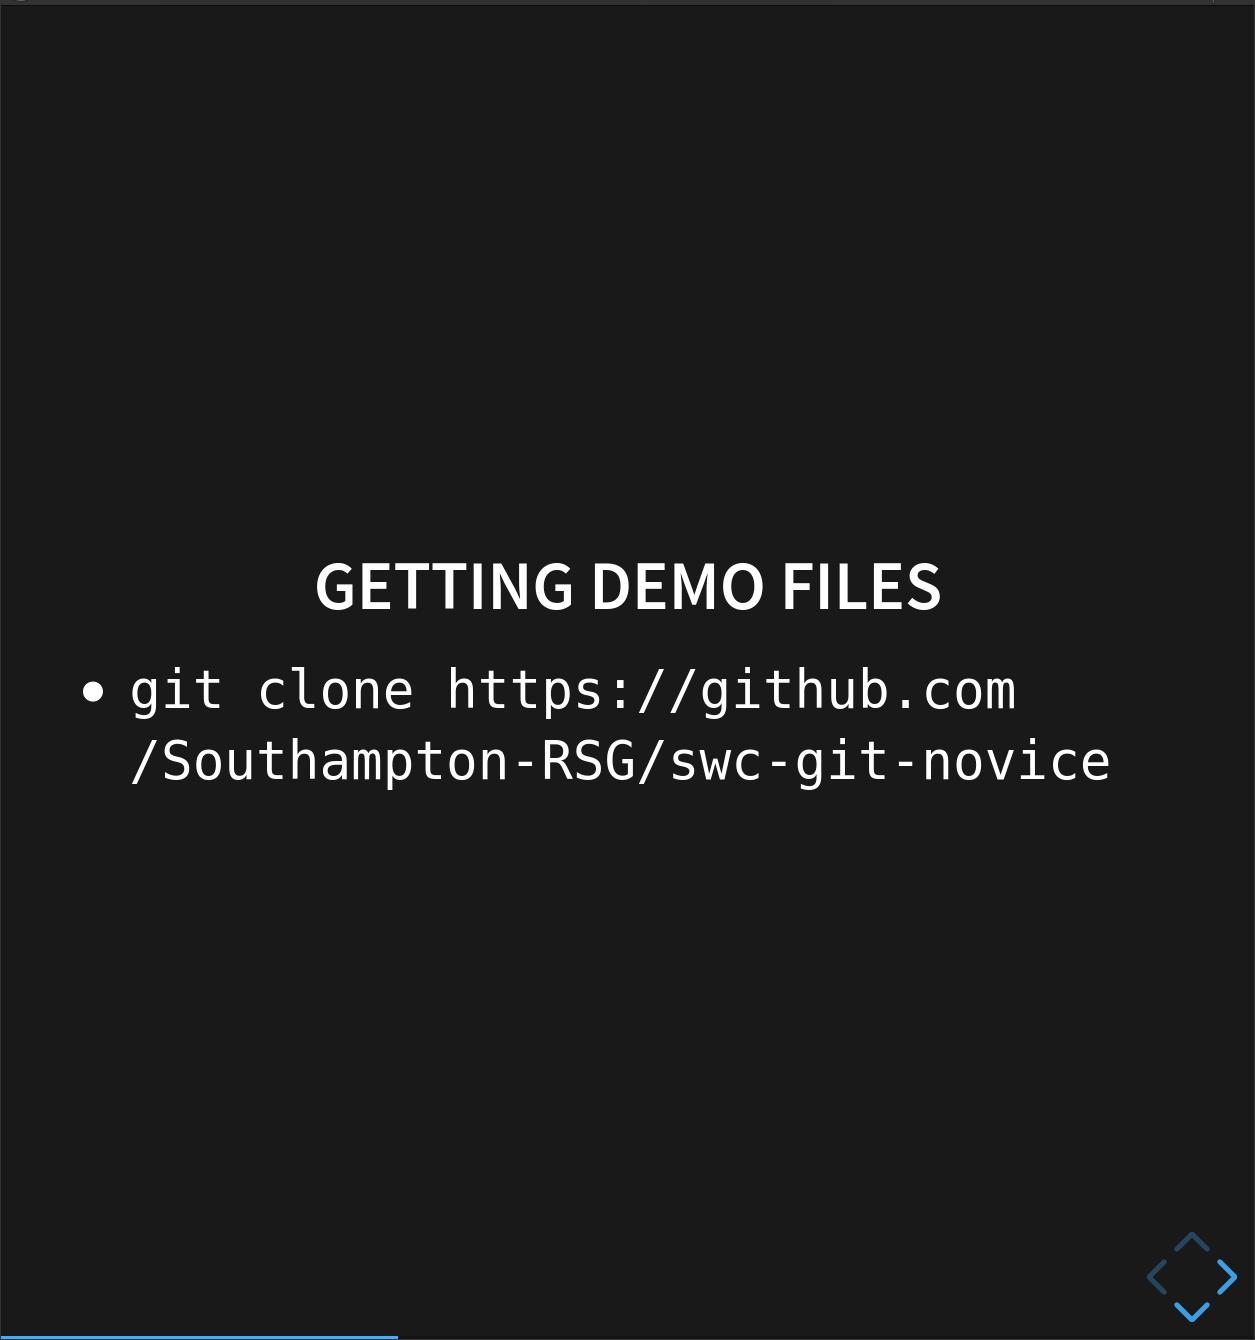 GETTING DEMO FILES
• git clone https://github.com
/Southampton-RSG/swc-git-novice